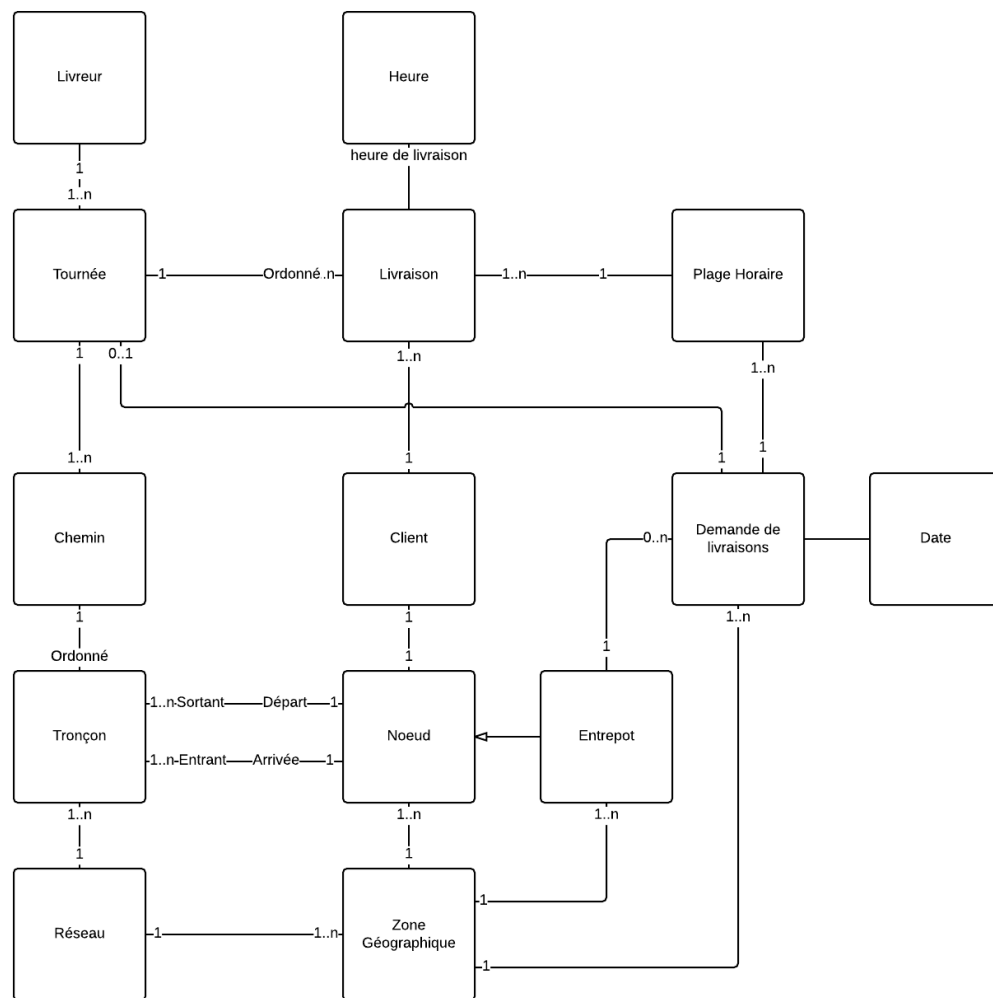 Livreur
Heure
1
heure de livraison
1..n
Tournée
1
Ordonné
.n
Livraison
1..n
1
Plage Horaire
1
0..1
1..n
1..n
1..n
1
1
1
Chemin
Client
0..n
Demande de
livraisons
Date
1
1
1..n
Ordonné
1
1
Tronçon
1..n
Sortant
Départ
1
1..n
Entrant
Arrivée
1
Noeud
Entrepot
1..n
1..n
1..n
1
1
Réseau
1
1..n
Zone
Géographique
1
1